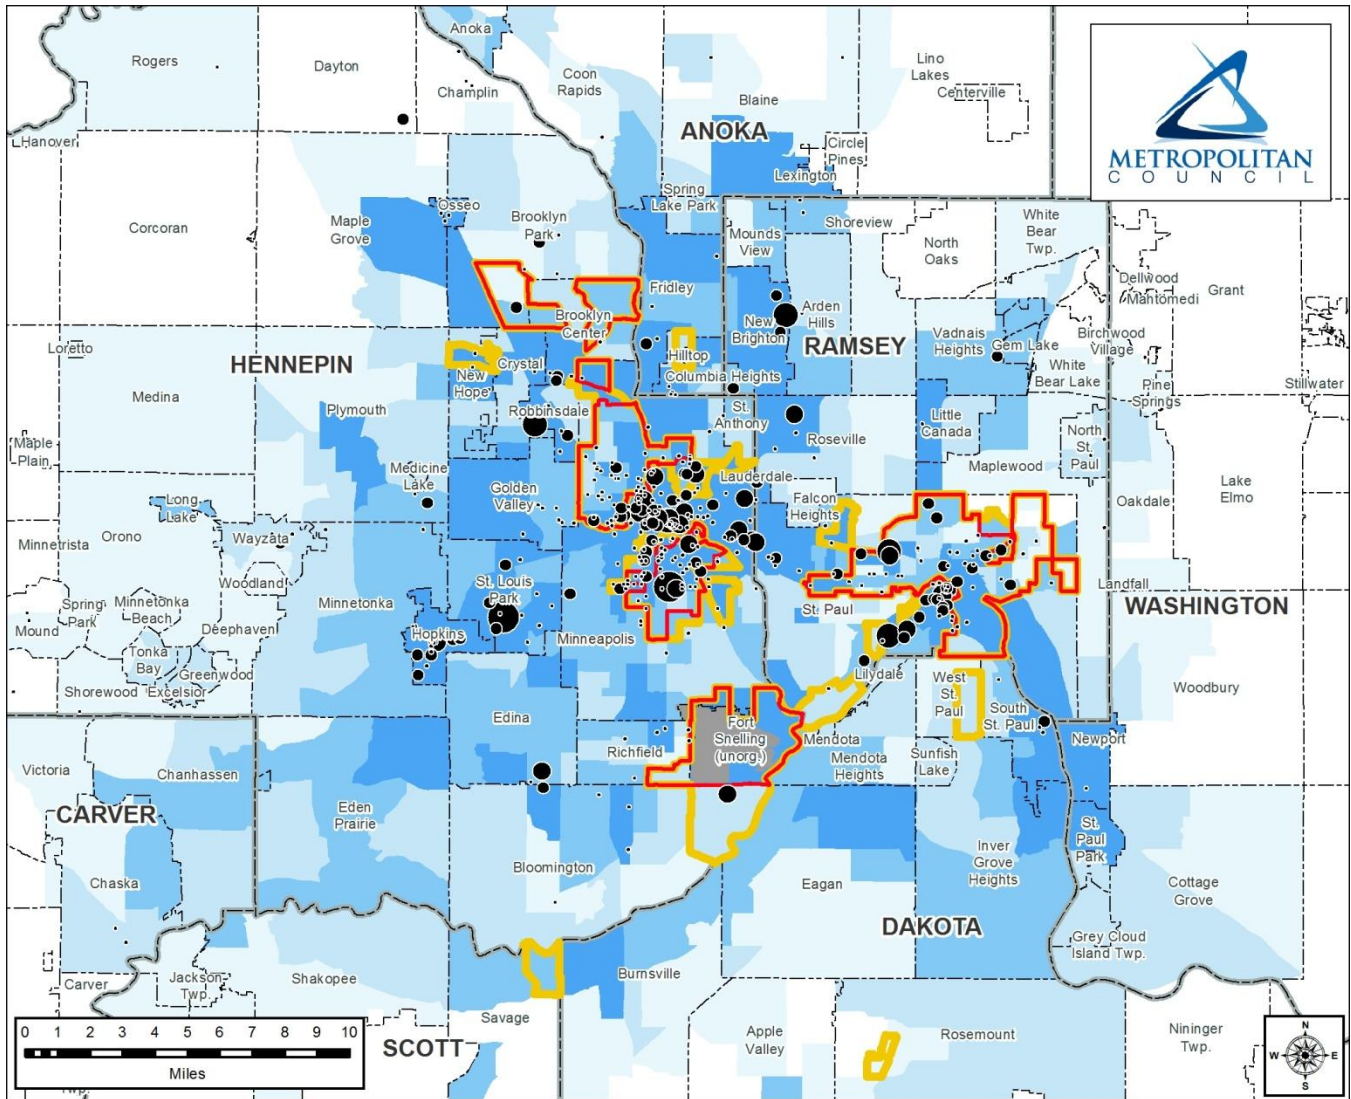 Anoka
Rogers
Dayton
Champlin
Coon
Rapids
Lino
Lakes
Centerville
Blaine
ANOKA
Hanover
Circle
Pines
Lexington
METROPOLITAN
COUNCIL
Spring
Lake Park
Osseo
Maple
Grove
Brooklyn
Park
Corcoran
Mounds
View
Shoreview
North
Oaks
White
Bear
Twp.
Dellwood
Mahtomedi
Grant
Fridley
Brooklyn
Center
Arden
Hills
New
Brighton
RAMSEY
Vadnais
Heights
Gem Lake
Birchwood
Village
White
Bear Lake
Loretto
HENNEPIN
Crystal
New
Hope
Hilltop
Columbia Heights
Pine
Springs
Stillwater
Medina
Plymouth
Robbinsdale
St.
Anthony
Roseville
Little
Canada
North
St.
Paul
Maplewood
Maple
Plain
Medicine
Lake
Golden
Valley
Lauderdale
Falcon
Heights
Oakdale
Lake
Elmo
Long
Lake
Orono
Wayzata
Minnetrista
Woodland
St. Louis
Park
Landfall
WASHINGTON
Spring
Park
Minnetonka
Beach
Minnetonka
Mound
Deephaven
Hopkins
Minneapolis
St. Paul
Tonka
Bay
Greenwood
Shorewood
Excelsior
Lilydale
West
St.
Paul
South
St. Paul
Woodbury
Edina
Richfield
Fort
Snelling
(unorg.)
Mendota
Mendota
Heights
Sunfish
Lake
Newport
Victoria
Chanhassen
CARVER
Eden
Prairie
St.
Paul
Park
Bloomington
Inver
Grove
Heights
Eagan
Chaska
Cottage
Grove
DAKOTA
Grey Cloud
Island Twp.
Carver
Jackson
Twp.
Shakopee
Burnsville
Savage
Apple
Valley
Rosemount
Nininger
Twp.
SCOTT
0 1 2 3 4 5 6 7 8 9 10
Miles
N
W E
S